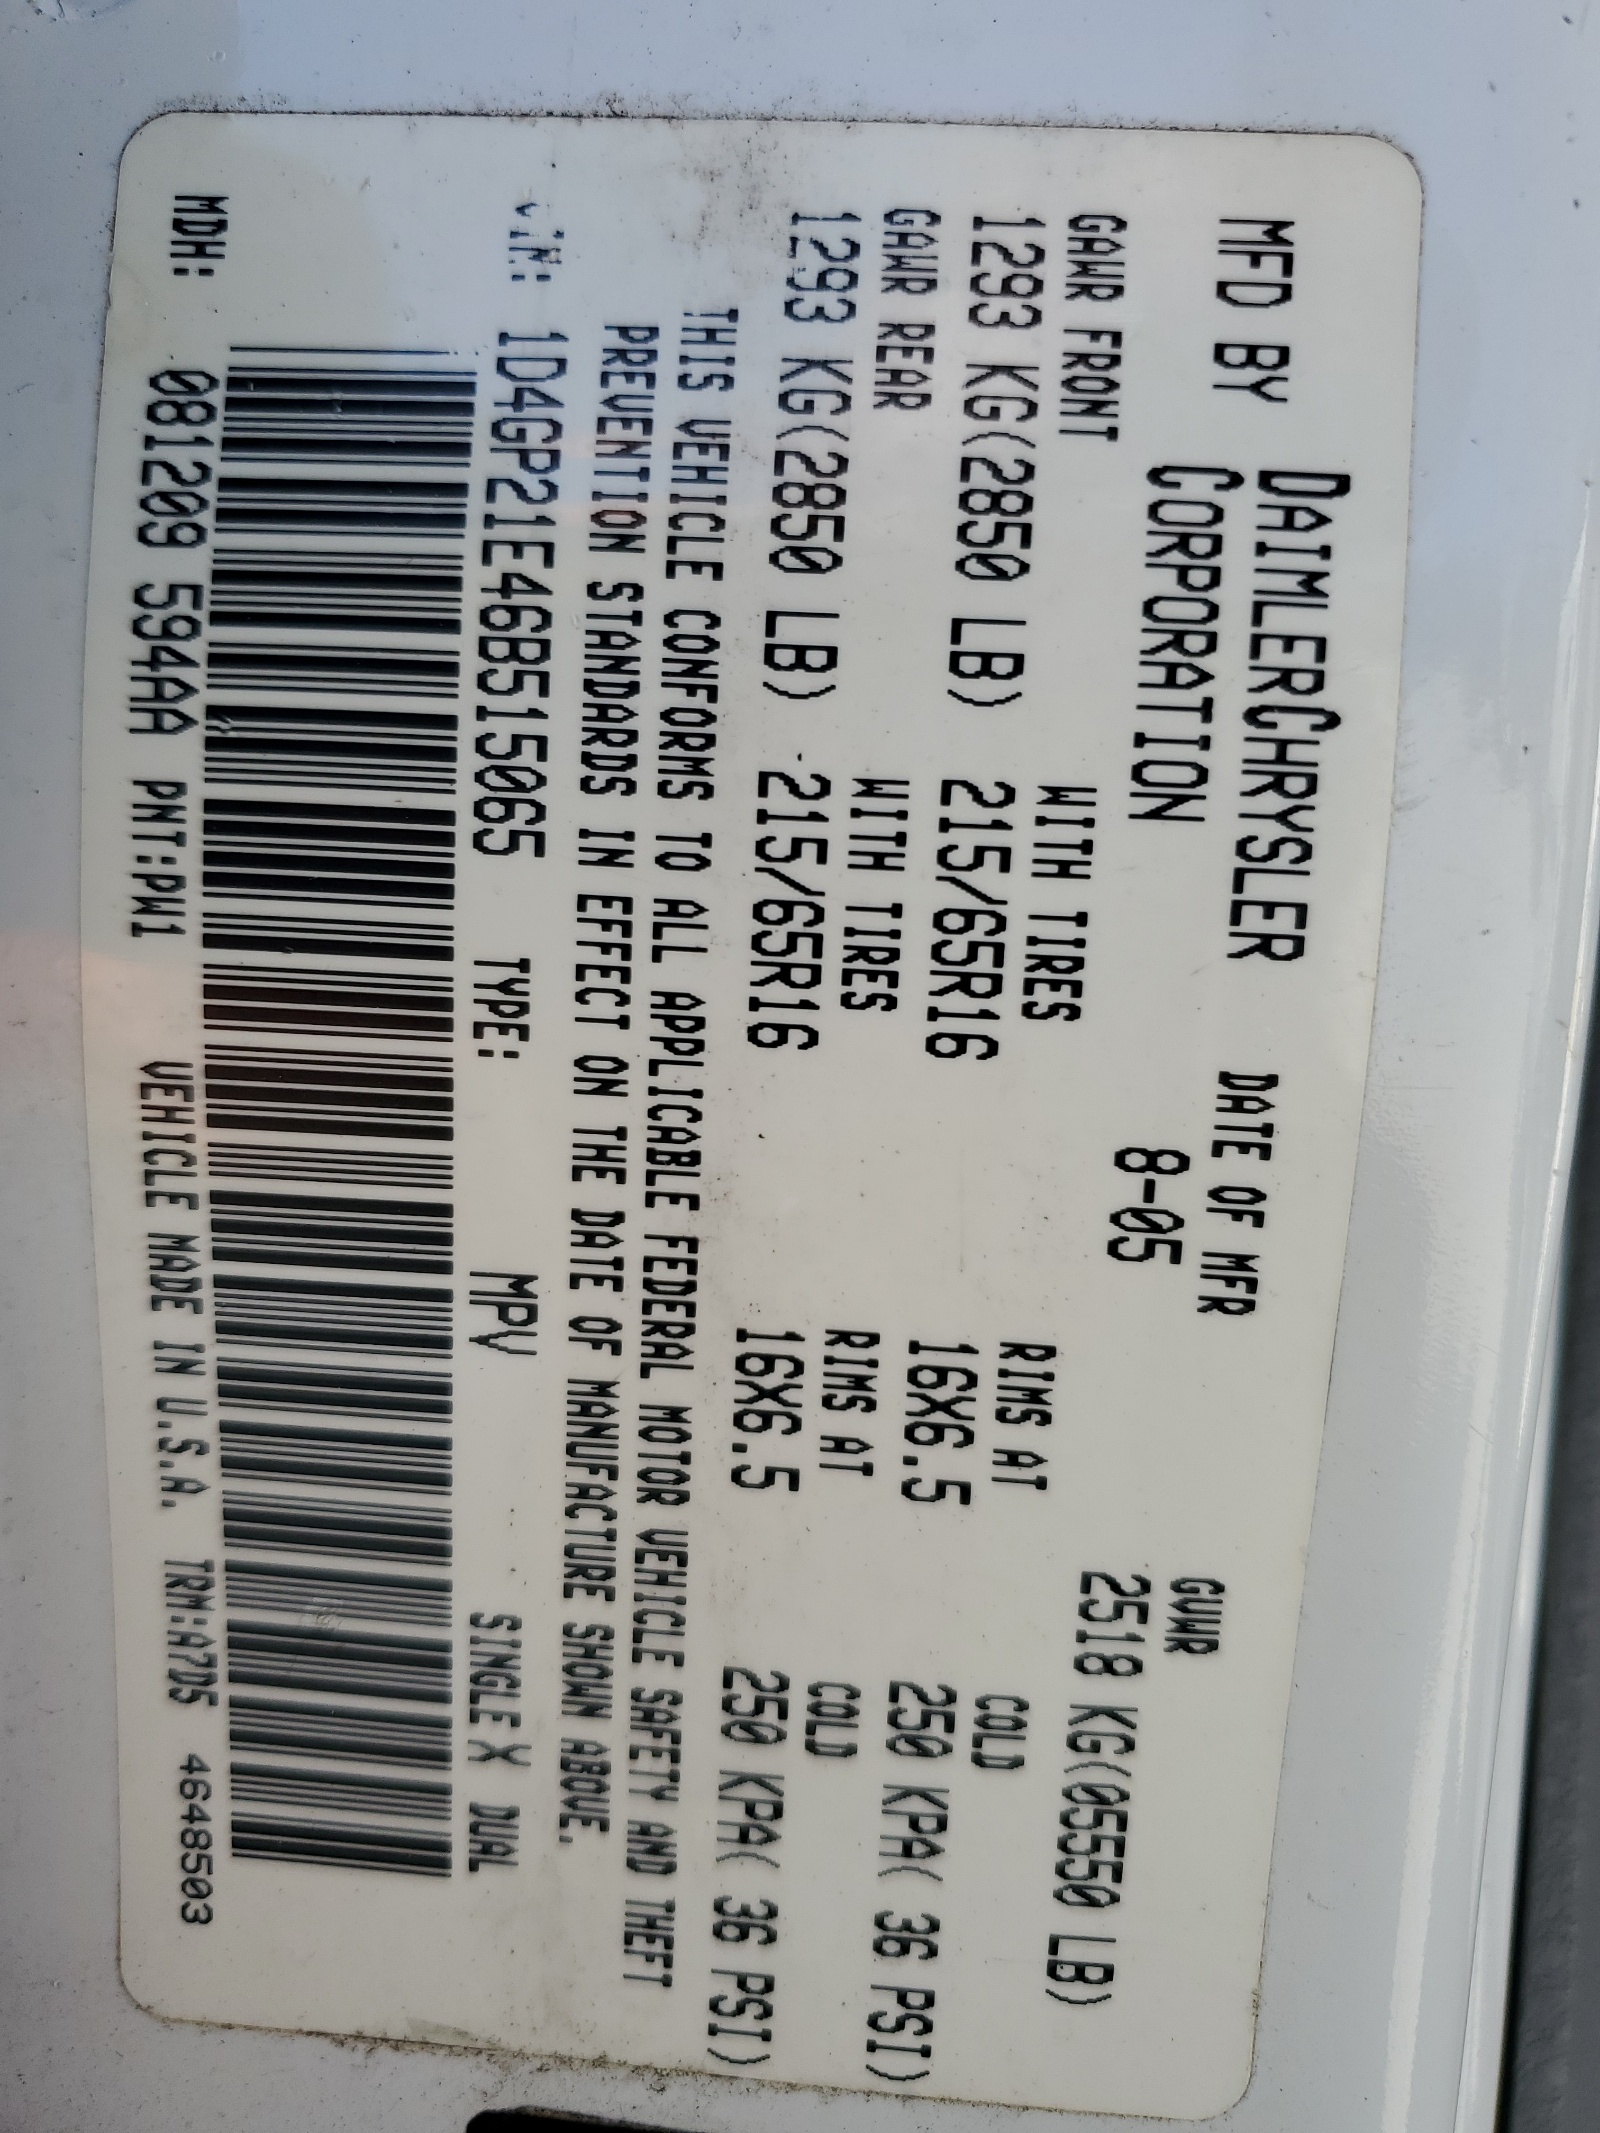 MFD BY DAIMLERCHRYSLER CORPORATION DATE OF MFR 8-05 GVWR 2518 KG(05550 LB)
GAWR FRONT WITH TIRES RIMS AT COLD
1293 KG(2850 LB) 215/65R16 16X6.5 250 KPA( 36 PSI)
GAWR REAR WITH TIRES RIMS AT COLD
1293 KG(2850 LB) 215/65R16 16X6.5 250 KPA( 36 PSI)
THIS VEHICLE CONFORMS TO ALL APPLICABLE FEDERAL MOTOR VEHICLE SAFETY AND THEFT
PREVENTION STANDARDS IN EFFECT ON THE DATE OF MANUFACTURE SHOWN ABOVE.
VIN: 1D4GP21E46B515065 TYPE: MPV SINGLE X DUAL
MDH: 081209 594AA PNT:PW1 VEHICLE MADE IN U.S.A. TRM:A7D5 4648503